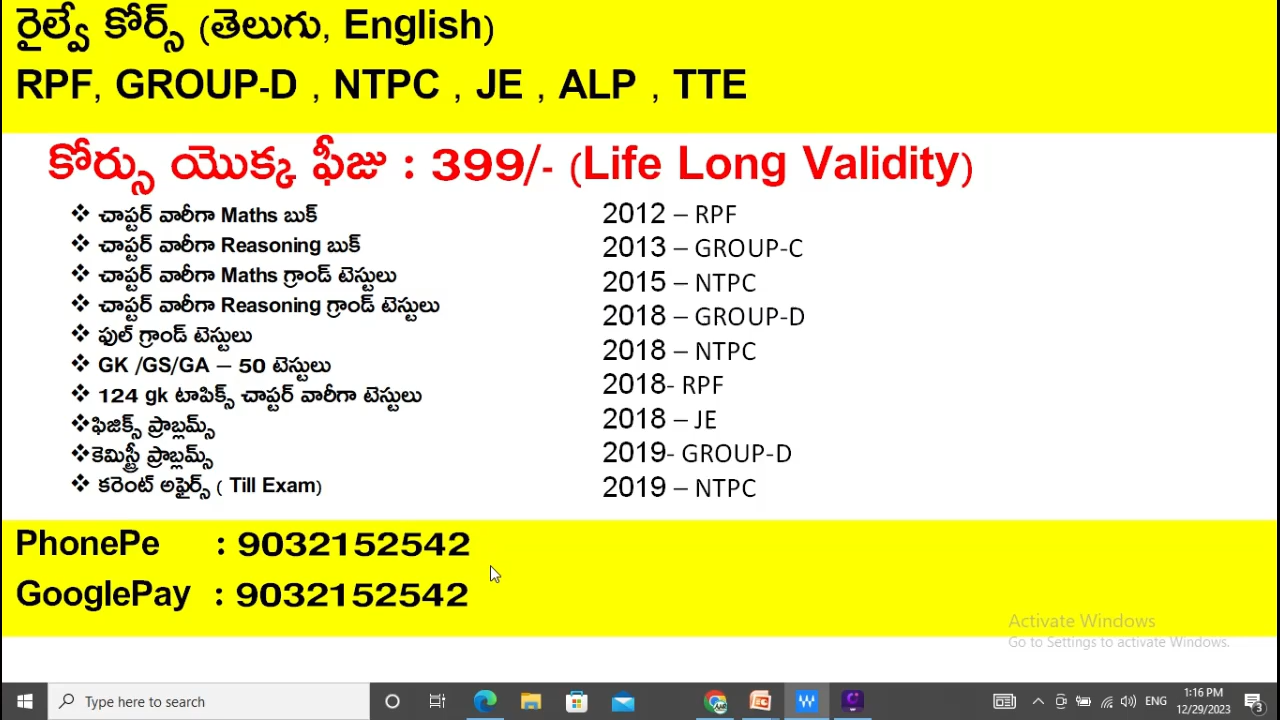 రైల్వే కోర్స్ (తెలుగు, English)
RPF, GROUP-D , NTPC , JE , ALP , TTE
కోర్సు యొక్క ఫీజు : 399/- (Life Long Validity)
❖ చాప్టర్ వారీగా Maths బుక్
❖ చాప్టర్ వారీగా Reasoning బుక్
❖ చాప్టర్ వారీగా Maths గ్రాండ్ టెస్టులు
❖ చాప్టర్ వారీగా Reasoning గ్రాండ్ టెస్టులు
❖ ఫుల్ గ్రాండ్ టెస్టులు
❖ GK /GS/GA – 50 టెస్టులు
❖ 124 gk టాపిక్స్ చాప్టర్ వారీగా టెస్టులు
❖ఫిజిక్స్ ప్రాబ్లమ్స్
❖కెమిస్ట్రీ ప్రాబ్లమ్స్
❖ కరెంట్ అఫైర్స్ ( Till Exam)
2012 – RPF
2013 – GROUP-C
2015 – NTPC
2018 – GROUP-D
2018 – NTPC
2018- RPF
2018 – JE
2019- GROUP-D
2019 – NTPC
PhonePe : 9032152542
GooglePay : 9032152542
Activate Windows
Go to Settings to activate Windows.
Type here to search
ENG
1:16 PM
12/29/2023
3